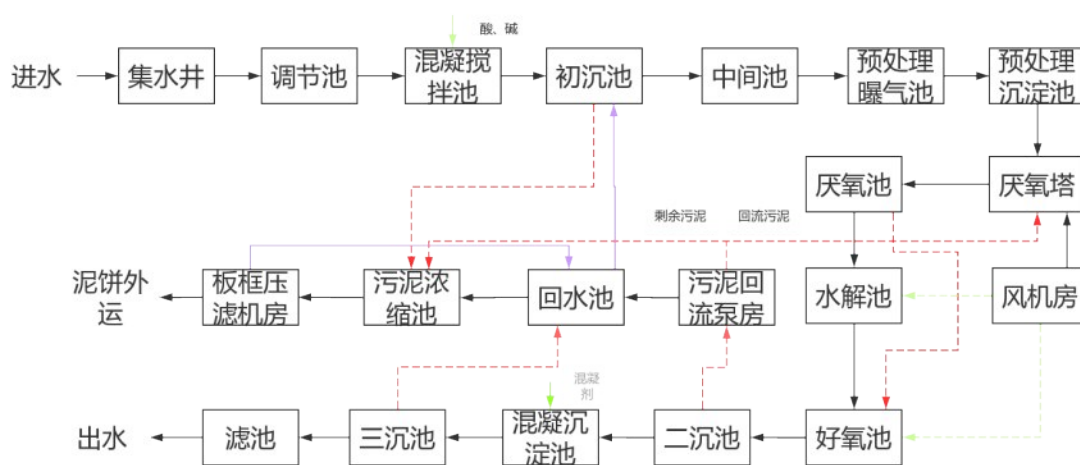 酸、碱
进水
集水井
调节池
混凝搅
拌池
初沉池
中间池
预处理
曝气池
预处理
沉淀池
厌氧池
厌氧塔
剩余污泥
回流污泥
泥饼外
运
板框压
滤机房
污泥浓
缩池
回水池
污泥回
流泵房
水解池
风机房
混凝
剂
出水
滤池
三沉池
混凝沉
淀池
二沉池
好氧池